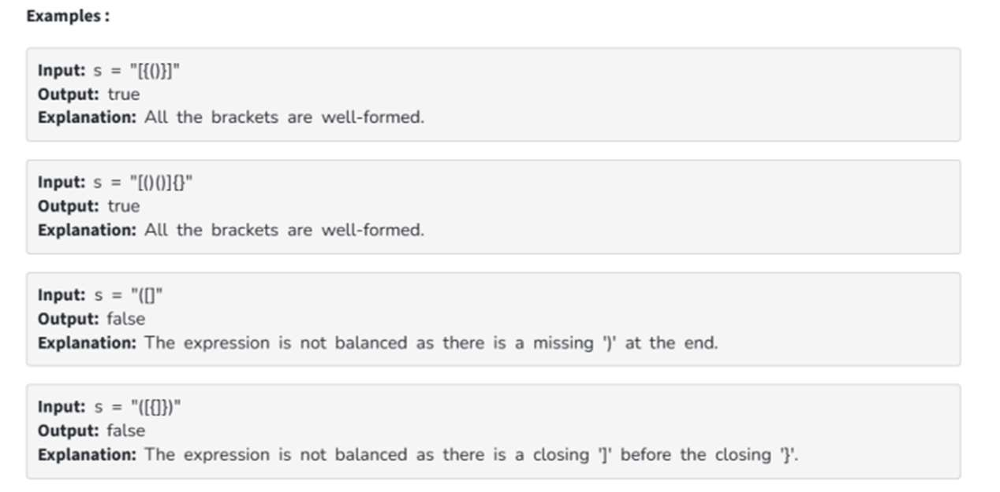 Examples :
Input: s = "[{()}]"
Output: true
Explanation: All the brackets are well-formed.
Input: s = "[()()]{}"
Output: true
Explanation: All the brackets are well-formed.
Input: s = "([]"
Output: false
Explanation: The expression is not balanced as there is a missing ')' at the end.
Input: s = "([{]})"
Output: false
Explanation: The expression is not balanced as there is a closing ']' before the closing '}'.